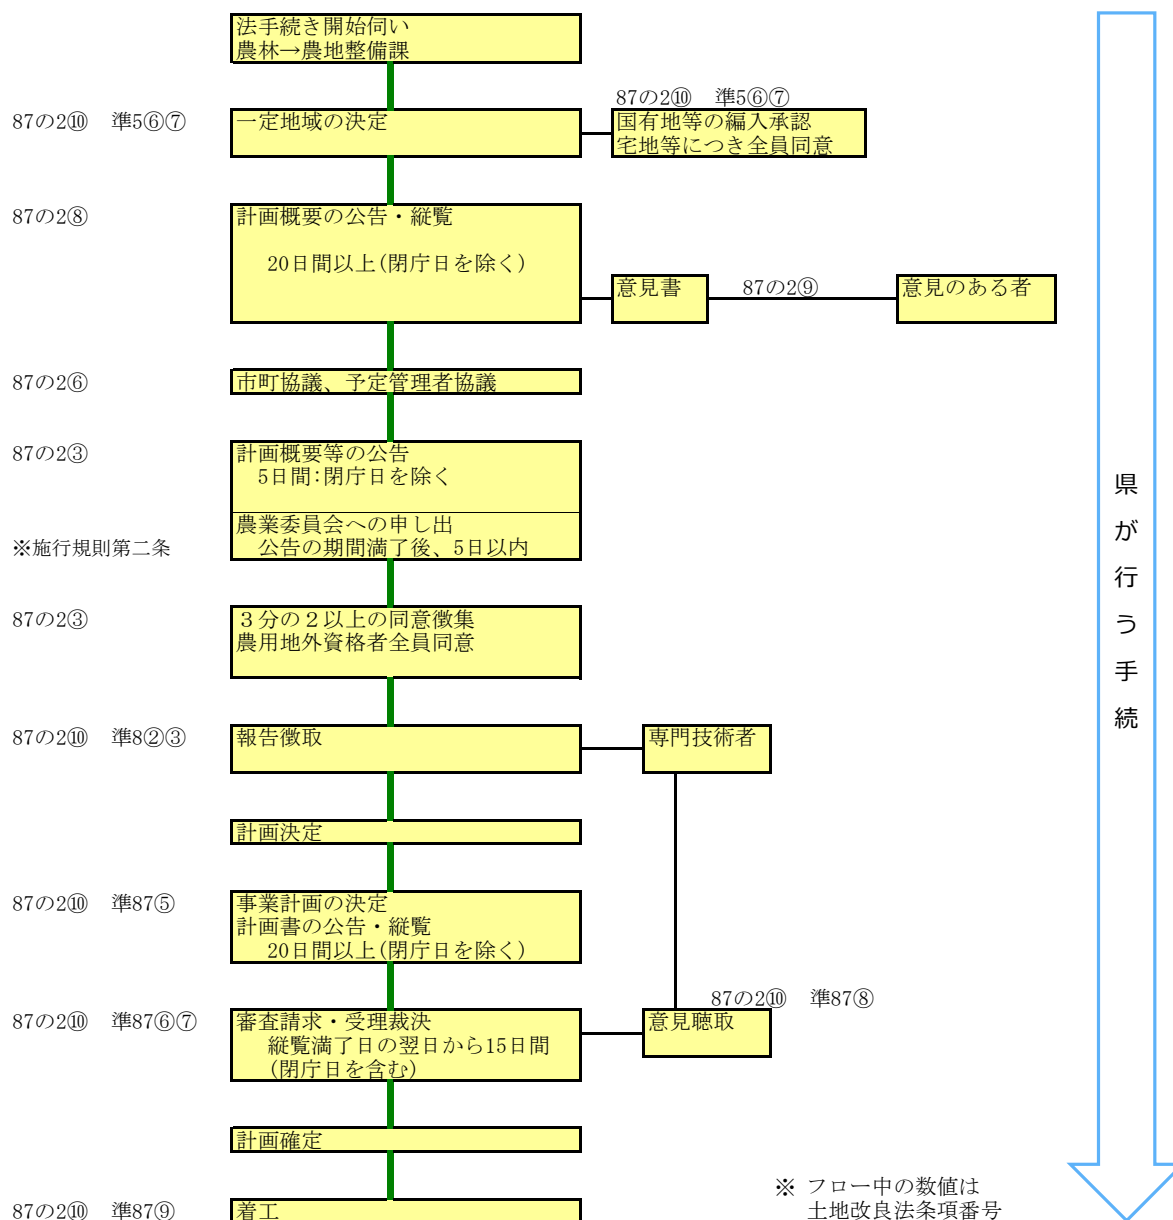 法手続き開始伺い
農林→農地整備課
87の2⑩　準5⑥⑦
87の2⑩　準5⑥⑦
一定地域の決定
国有地等の編入承認
宅地等につき全員同意
87の2⑧
計画概要の公告・縦覧
20日間以上(閉庁日を除く)
意見書
87の2⑨
意見のある者
87の2⑥
市町協議、予定管理者協議
87の2③
計画概要等の公告
5日間:閉庁日を除く
農業委員会への申し出
※施行規則第二条
公告の期間満了後、5日以内
87の2③
３分の２以上の同意徴集
農用地外資格者全員同意
87の2⑩　準8②③
報告徴取
専門技術者
計画決定
87の2⑩　準87⑤
事業計画の決定
計画書の公告・縦覧
20日間以上(閉庁日を除く)
87の2⑩　準87⑧
87の2⑩　準87⑥⑦
審査請求・受理裁決
縦覧満了日の翌日から15日間
(閉庁日を含む)
意見聴取
計画確定
87の2⑩　準87⑨
着工
県が行う手続
※ フロー中の数値は
土地改良法条項番号